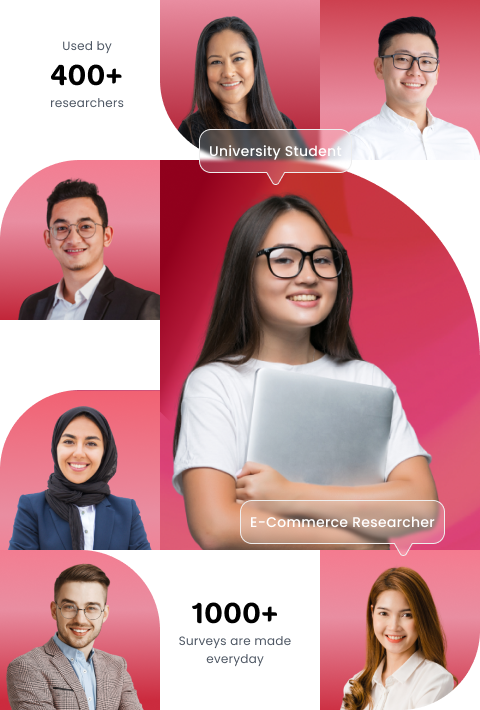 Used by
400+
researchers
University Student
E-Commerce Researcher
1000+
Surveys are made
everyday